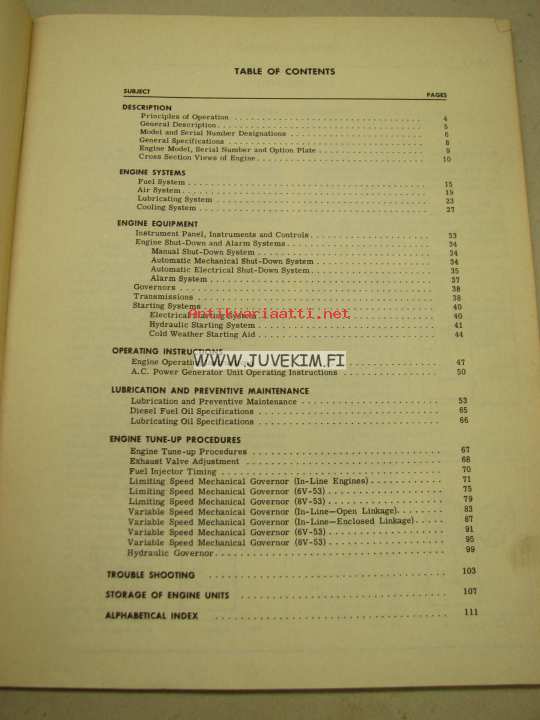 TABLE OF CONTENTS
SUBJECT PAGES
DESCRIPTION
Principles of Operation 4
General Description 5
Model and Serial Number Designations 6
General Specifications 8
Engine Model, Serial Number and Option Plate 9
Cross Section Views of Engine 10
ENGINE SYSTEMS
Fuel System 15
Air System 19
Lubricating System 23
Cooling System 27
ENGINE EQUIPMENT
Instrument Panel, Instruments and Controls 33
Engine Shut-Down and Alarm Systems 34
Manual Shut-Down System 34
Automatic Mechanical Shut-Down System 34
Automatic Electrical Shut-Down System 35
Alarm System 37
Governors 38
Transmissions 38
Starting Systems 40
Antikvariaatti.net
Electrical Starting System 40
Hydraulic Starting System 41
Cold Weather Starting Aid 44
OPERATING INSTRUCTIONS
WWW.JUVEKIM.FI
Engine Operating 47
A.C. Power Generator Unit Operating Instructions 50
LUBRICATION AND PREVENTIVE MAINTENANCE
Lubrication and Preventive Maintenance 53
Diesel Fuel Oil Specifications 65
Lubricating Oil Specifications 66
ENGINE TUNE-UP PROCEDURES
Engine Tune-up Procedures 67
Exhaust Valve Adjustment 68
Fuel Injector Timing 70
Limiting Speed Mechanical Governor (In-Line Engines) 71
Limiting Speed Mechanical Governor (6V-53) 75
Limiting Speed Mechanical Governor (8V-53) 79
Variable Speed Mechanical Governor (In-Line—Open Linkage) 83
Variable Speed Mechanical Governor (In-Line—Enclosed Linkage) 87
Variable Speed Mechanical Governor (6V-53) 91
Variable Speed Mechanical Governor (8V-53) 95
Hydraulic Governor 99
TROUBLE SHOOTING 103
STORAGE OF ENGINE UNITS 107
ALPHABETICAL INDEX 111